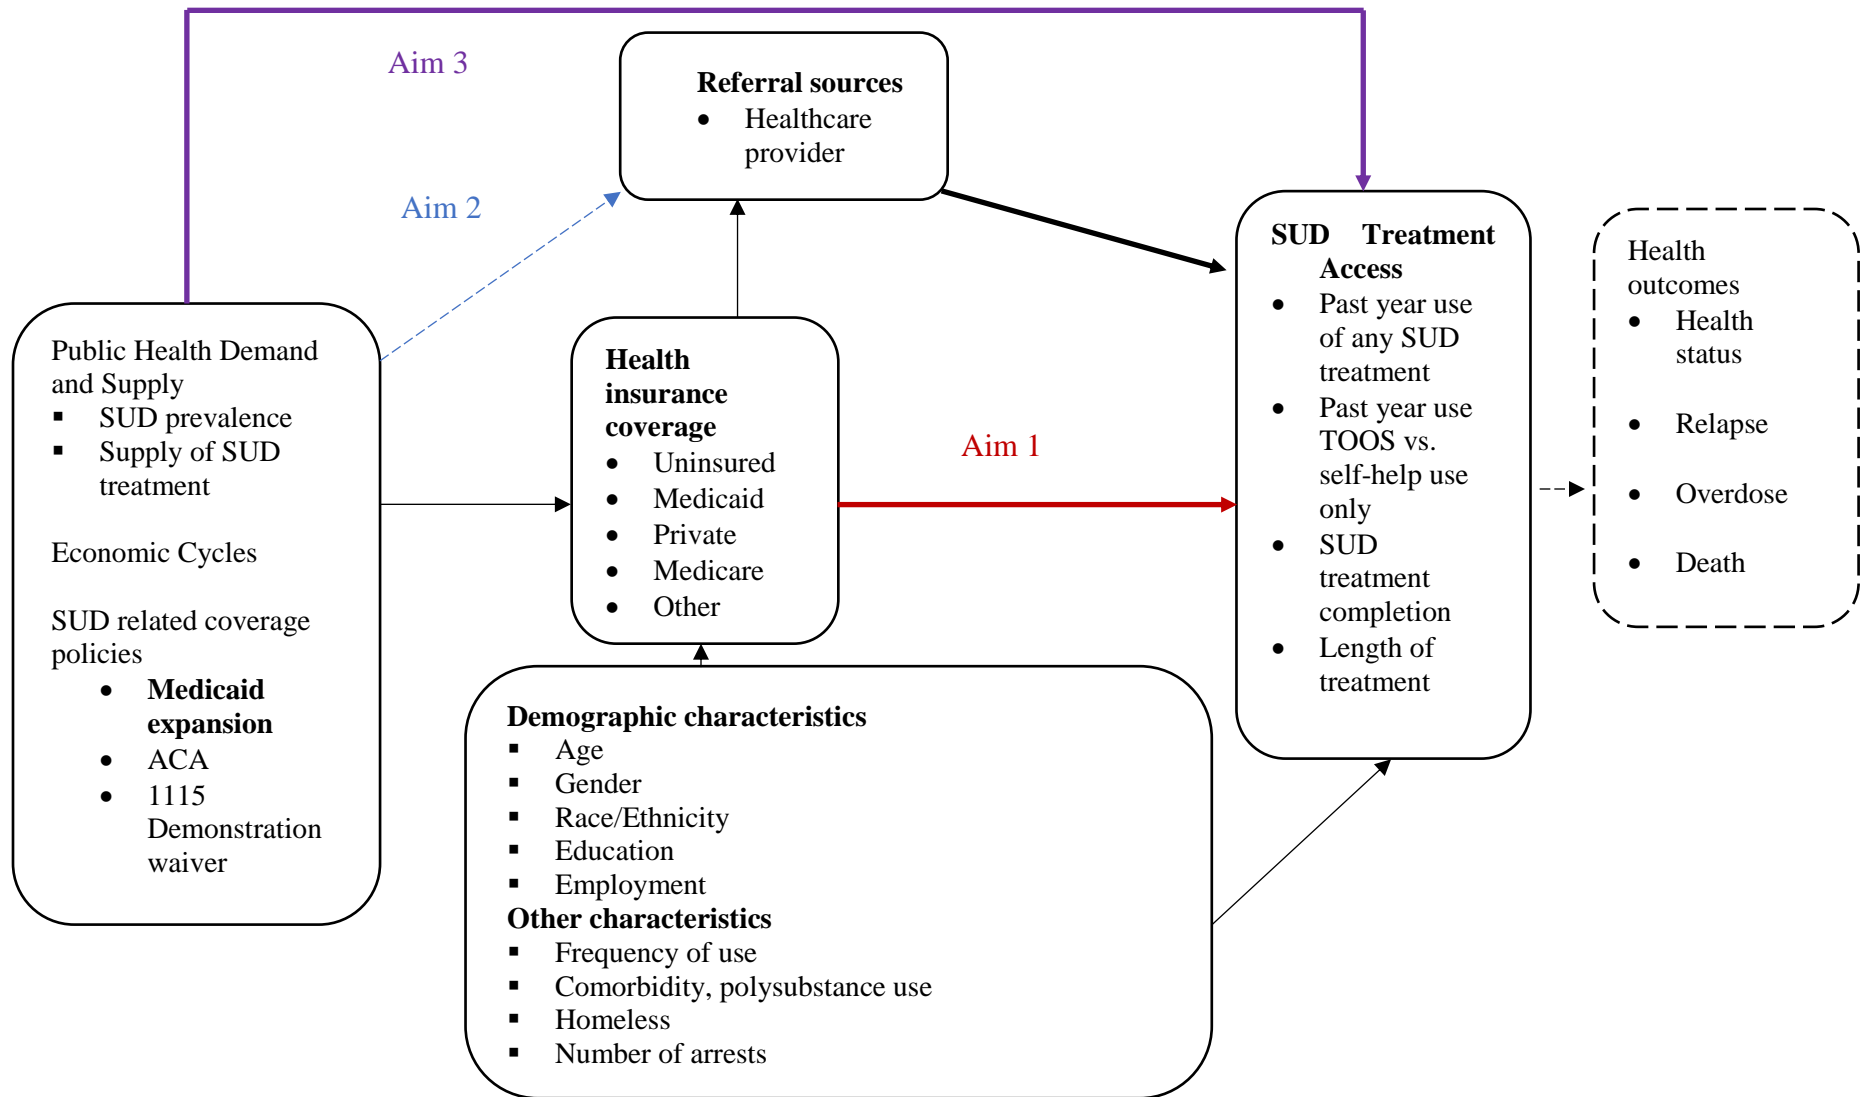 Aim 3
Referral sources
● Healthcare
provider
Aim 2
Public Health Demand
and Supply
▪ SUD prevalence
▪ Supply of SUD
treatment
Economic Cycles
SUD related coverage
policies
● Medicaid
expansion
● ACA
● 1115
Demonstration
waiver
Health
insurance
coverage
● Uninsured
● Medicaid
● Private
● Medicare
● Other
Aim 1
Demographic characteristics
▪ Age
▪ Gender
▪ Race/Ethnicity
▪ Education
▪ Employment
Other characteristics
▪ Frequency of use
▪ Comorbidity, polysubstance use
▪ Homeless
▪ Number of arrests
SUD Treatment
Access
● Past year use
of any SUD
treatment
● Past year use
TOOS vs.
self-help use
only
● SUD
treatment
completion
● Length of
treatment
Health
outcomes
● Health
status
● Relapse
● Overdose
● Death